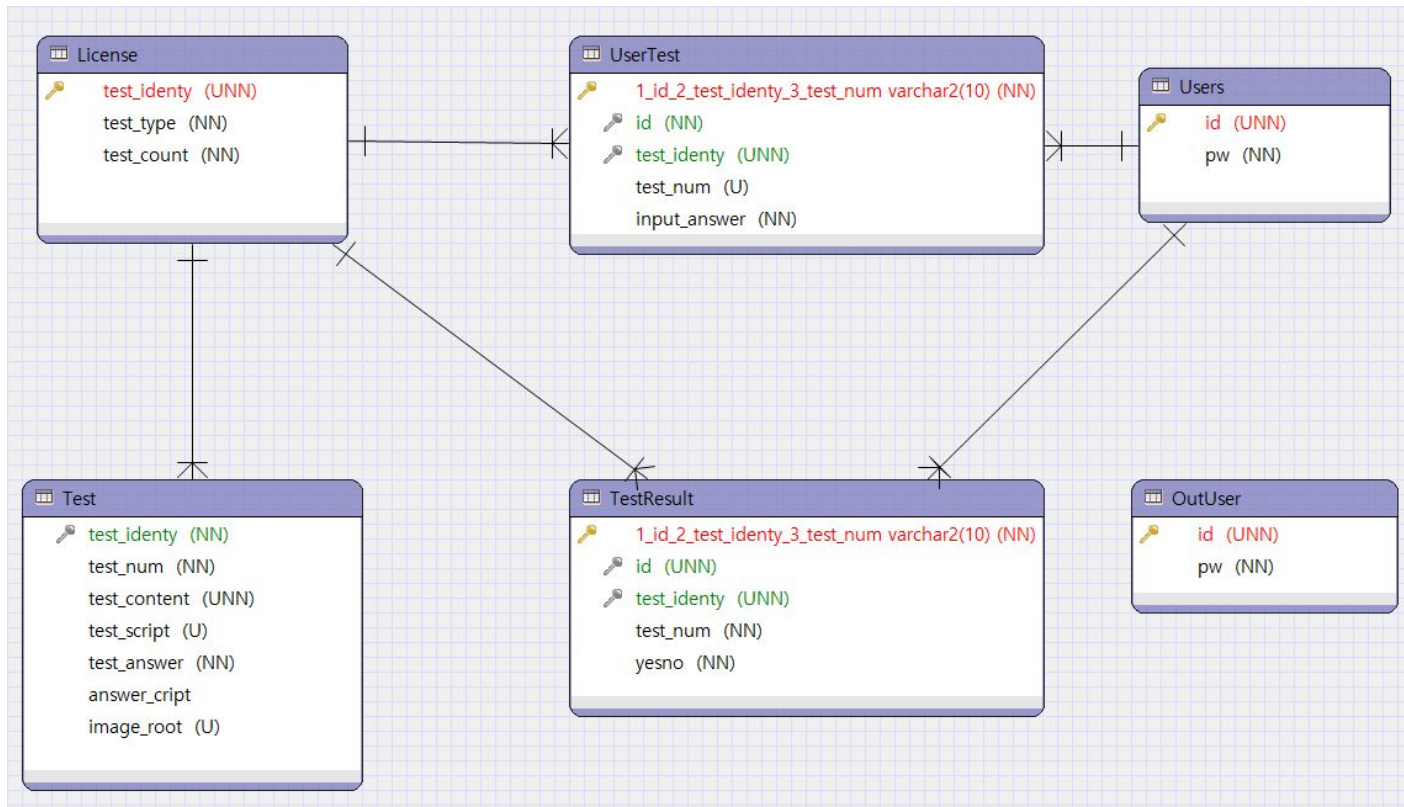 License
test_identy (UNN)
test_type (NN)
test_count (NN)
UserTest
1_id_2_test_identy_3_test_num varchar2(10) (NN)
id (NN)
test_identy (UNN)
test_num (U)
input_answer (NN)
Users
id (UNN)
pw (NN)
Test
test_identy (NN)
test_num (NN)
test_content (UNN)
test_script (U)
test_answer (NN)
answer_cript
image_root (U)
TestResult
1_id_2_test_identy_3_test_num varchar2(10) (NN)
id (UNN)
test_identy (UNN)
test_num (NN)
yesno (NN)
OutUser
id (UNN)
pw (NN)